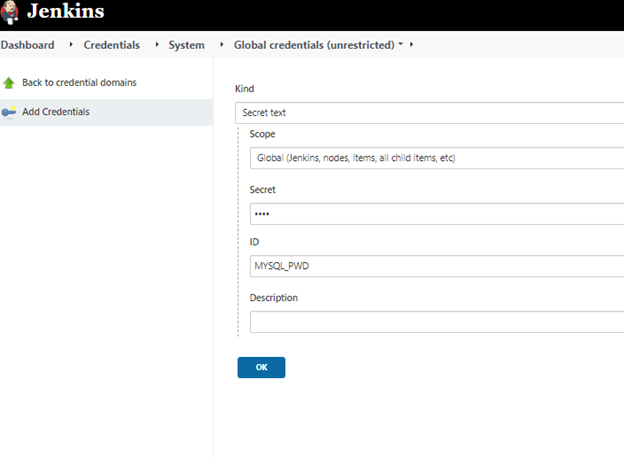 Jenkins
Dashboard Credentials System Global credentials (unrestricted)
Back to credential domains
Add Credentials
Kind
Secret text
Scope
Global (Jenkins, nodes, items, all child items, etc)
Secret
••••
ID
MYSQL_PWD
Description
OK